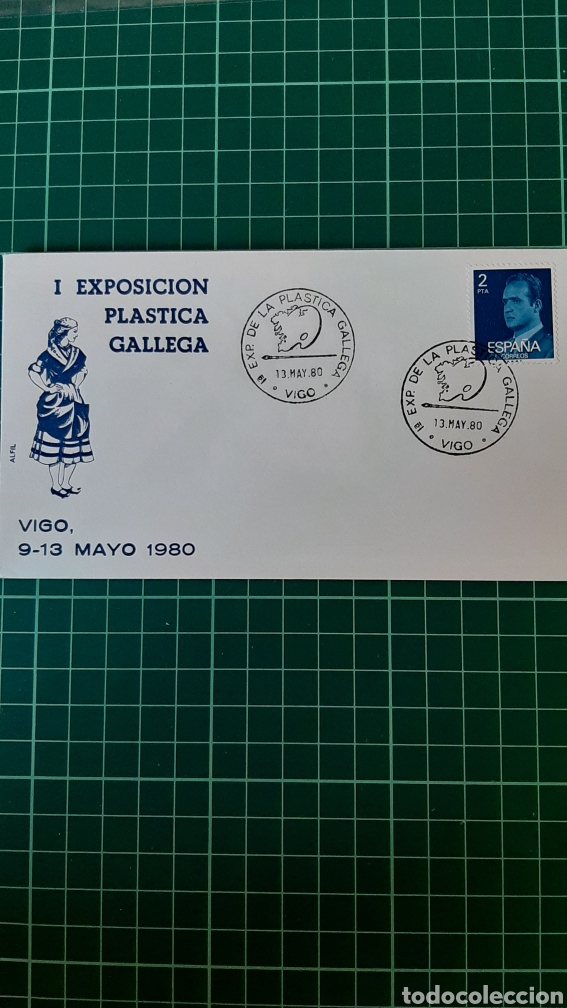 I EXPOSICION
PLASTICA
GALLEGA
ALFIL
VIGO,
9-13 MAYO 1980
1ª EXP. DE LA PLASTICA GALLEGA
13.MAY.80
· VIGO ·
2
PTA
ESPAÑA
CORREOS
1ª EXP. DE LA PLASTICA GALLEGA
13.MAY.80
· VIGO ·
todocoleccion